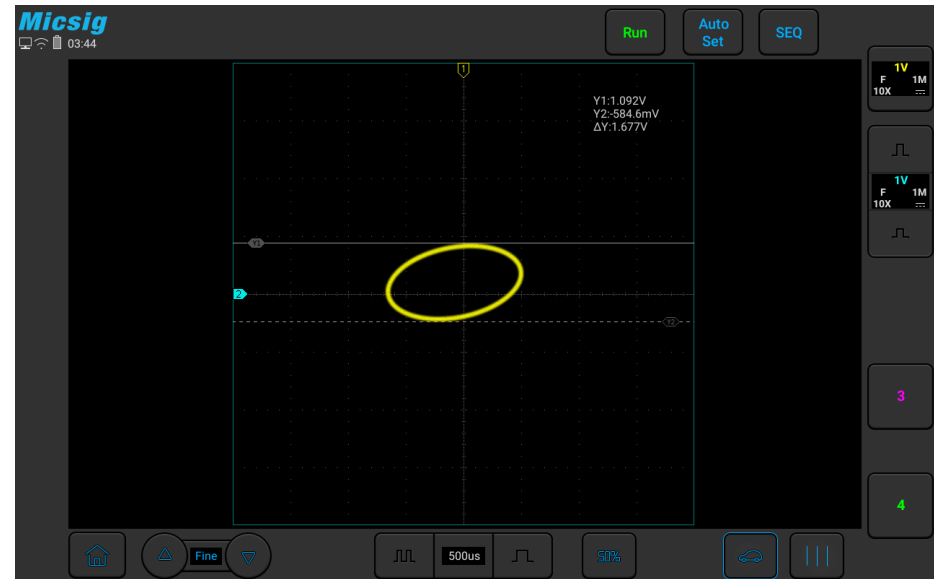 Micsig
03:44
Run
Auto
Set
SEQ
1
Y1:1.092V
Y2:-584.6mV
ΔY:1.677V
1V
F 1M
10X
1V
F 1M
10X
Y1
2
Y2
3
4
Fine
500us
50%